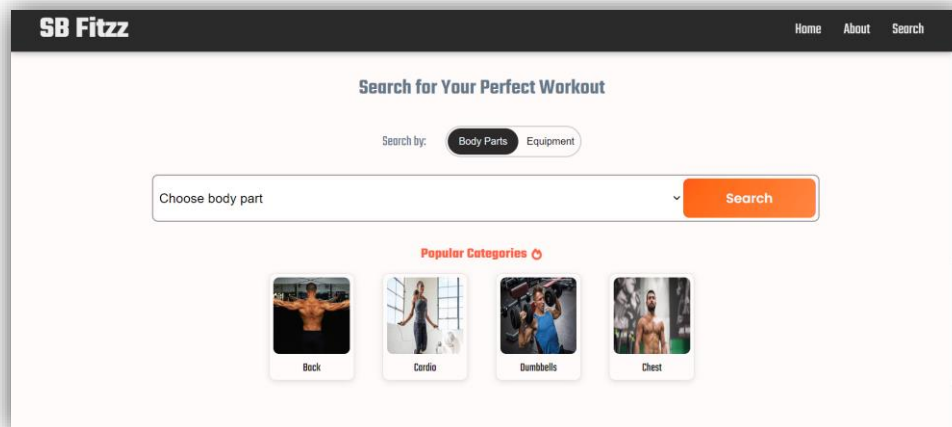 SB Fitzz
Home About Search
Search for Your Perfect Workout
Search by: Body Parts Equipment
Choose body part Search
Popular Categories
Back Cardio Dumbbells Chest